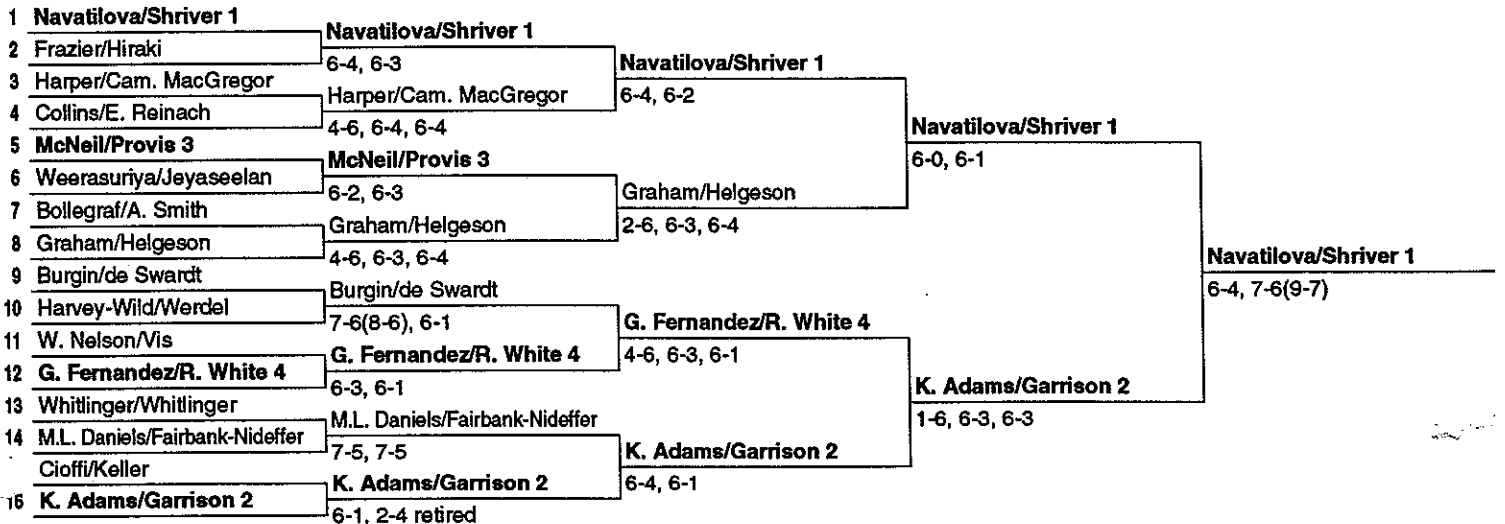 1 Navatilova/Shriver 1
2 Frazier/Hiraki
3 Harper/Cam. MacGregor
4 Collins/E. Reinach
5 McNeil/Provis 3
6 Weerasuriya/Jeyaseelan
7 Bollegraf/A. Smith
8 Graham/Helgeson
9 Burgin/de Swardt
10 Harvey-Wild/Werdel
11 W. Nelson/Vis
12 G. Fernandez/R. White 4
13 Whitlinger/Whitlinger
14 M.L. Daniels/Fairbank-Nideffer
Cioffi/Keller
16 K. Adams/Garrison 2
Navatilova/Shriver 1
6-4, 6-3
Harper/Cam. MacGregor
4-6, 6-4, 6-4
McNeil/Provis 3
6-2, 6-3
Graham/Helgeson
4-6, 6-3, 6-4
Burgin/de Swardt
7-6(8-6), 6-1
G. Fernandez/R. White 4
6-3, 6-1
M.L. Daniels/Fairbank-Nideffer
7-5, 7-5
K. Adams/Garrison 2
6-1, 2-4 retired
Navatilova/Shriver 1
6-4, 6-2
Graham/Helgeson
2-6, 6-3, 6-4
G. Fernandez/R. White 4
4-6, 6-3, 6-1
K. Adams/Garrison 2
6-4, 6-1
Navatilova/Shriver 1
6-0, 6-1
K. Adams/Garrison 2
1-6, 6-3, 6-3
Navatilova/Shriver 1
6-4, 7-6(9-7)